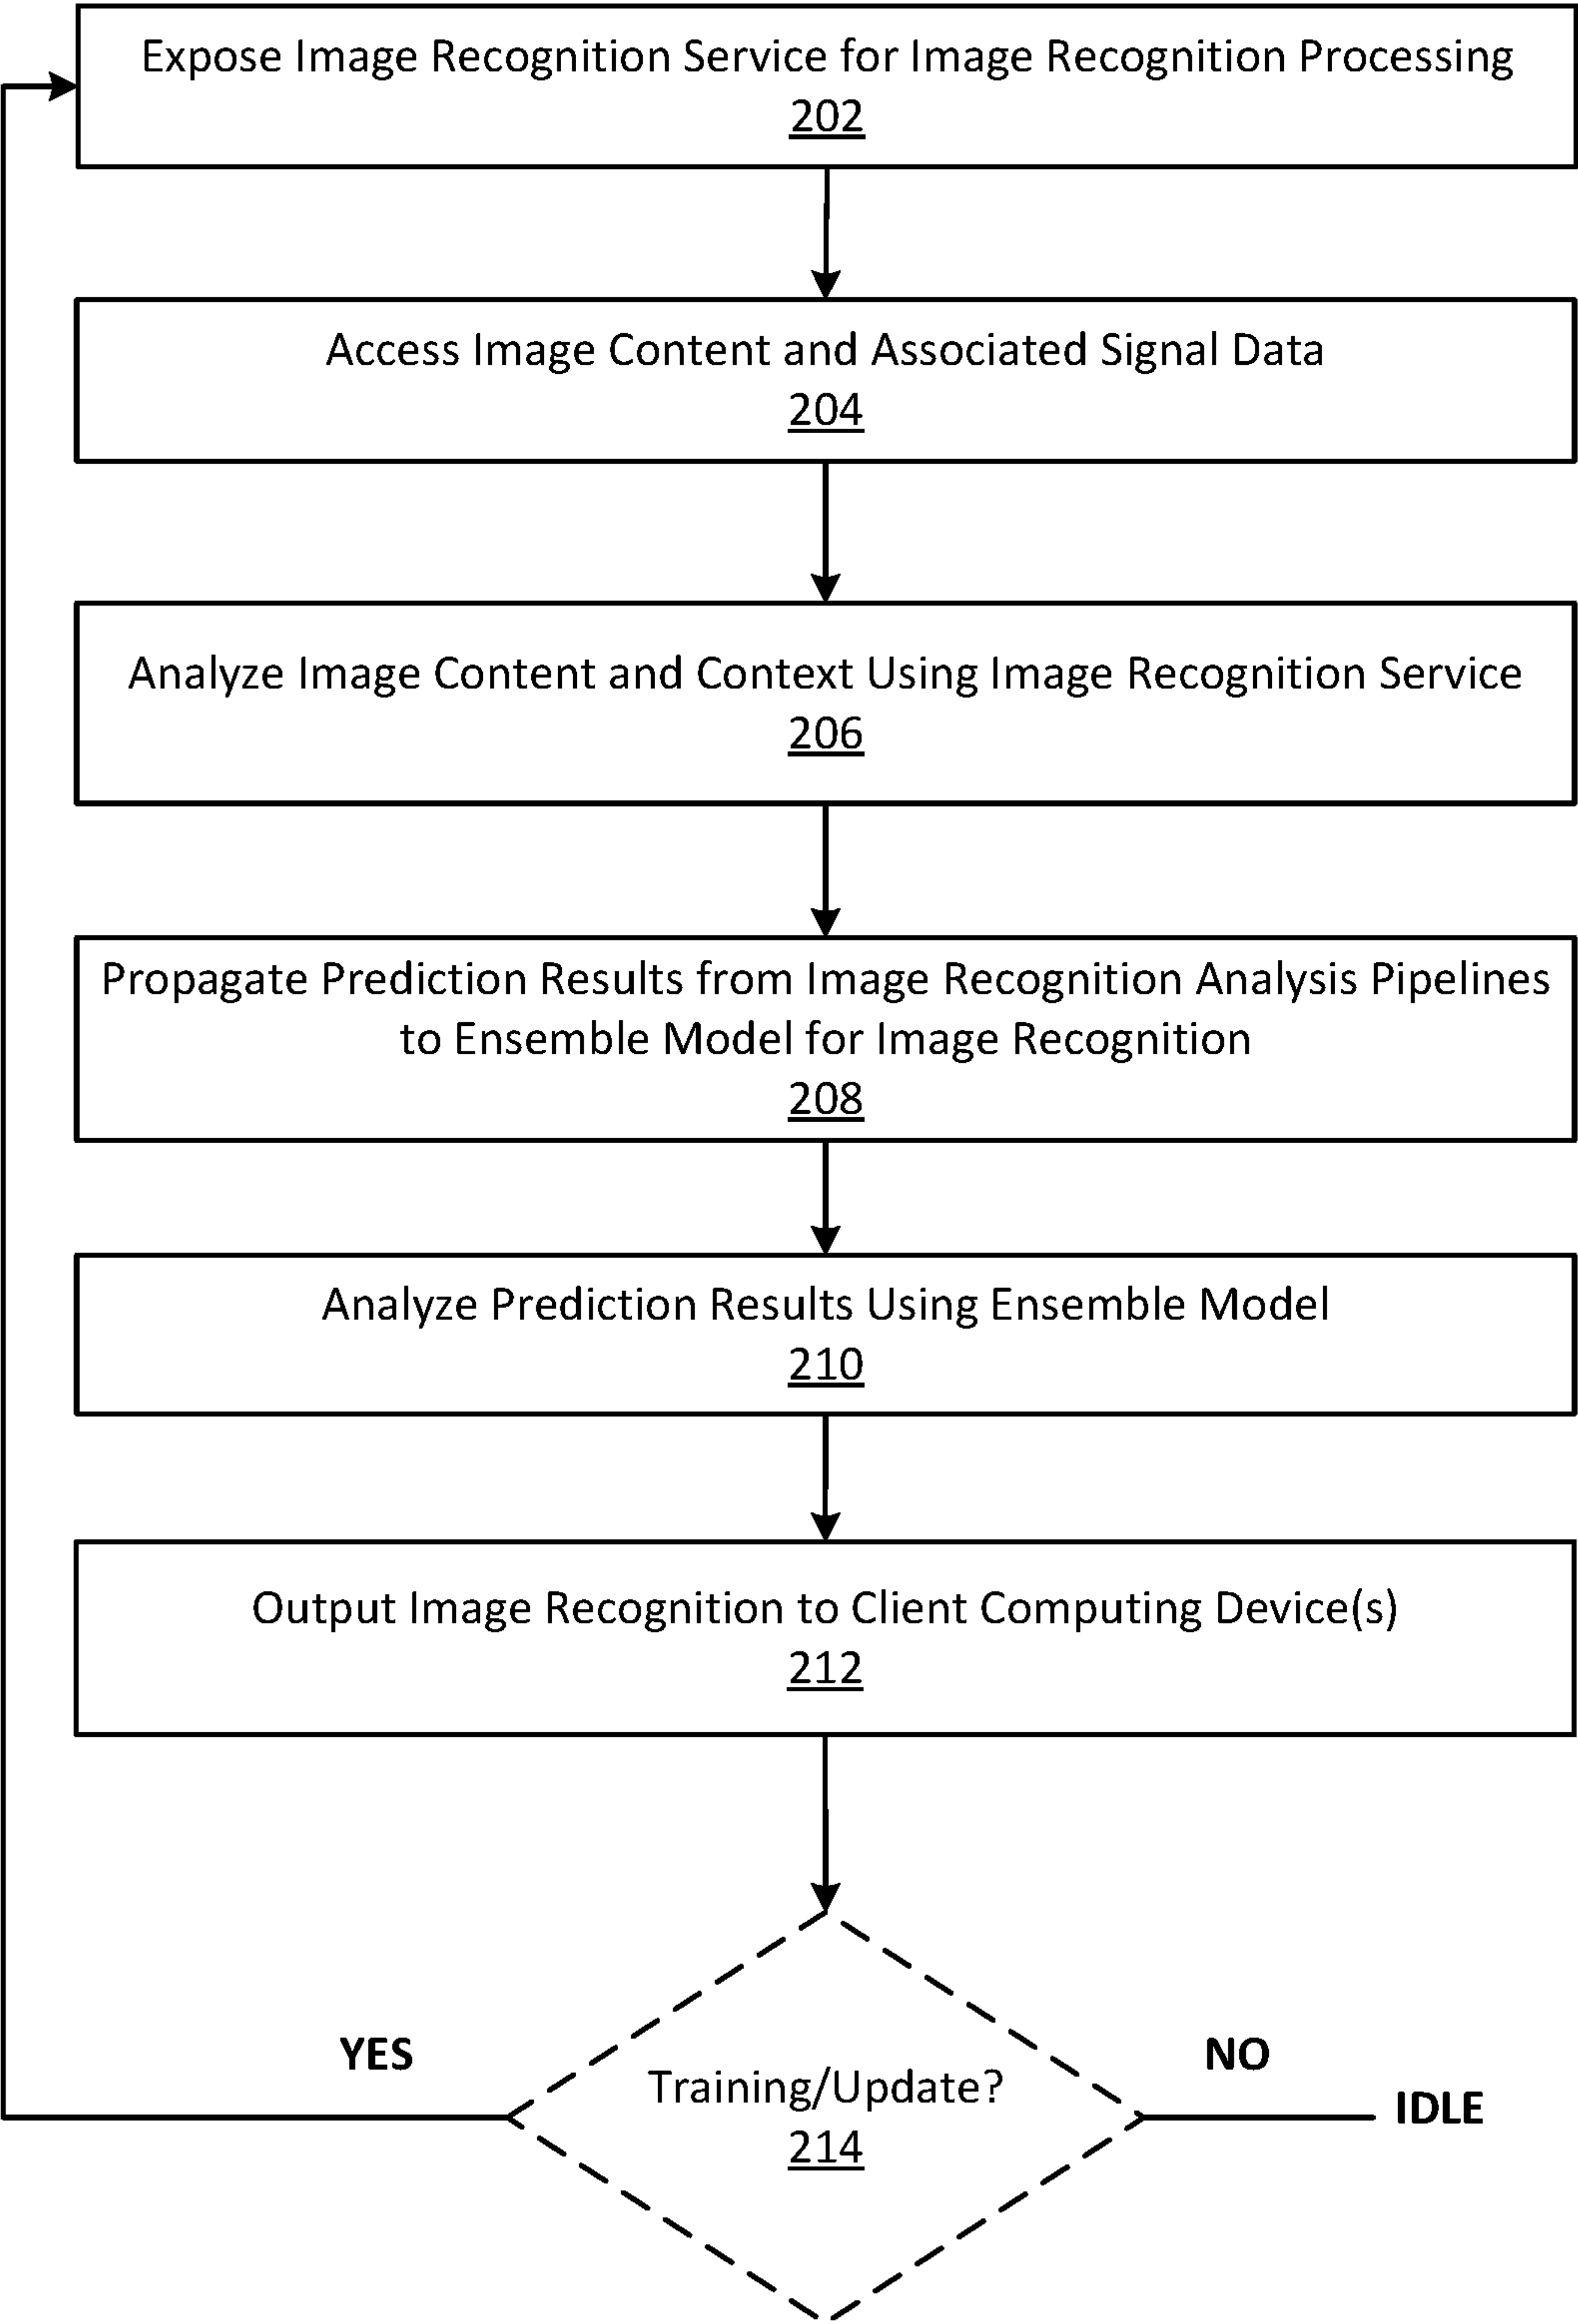 Expose Image Recognition Service for Image Recognition Processing
202
Access Image Content and Associated Signal Data
204
Analyze Image Content and Context Using Image Recognition Service
206
Propagate Prediction Results from Image Recognition Analysis Pipelines
to Ensemble Model for Image Recognition
208
Analyze Prediction Results Using Ensemble Model
210
Output Image Recognition to Client Computing Device(s)
212
YES
NO
Training/Update?
IDLE
214